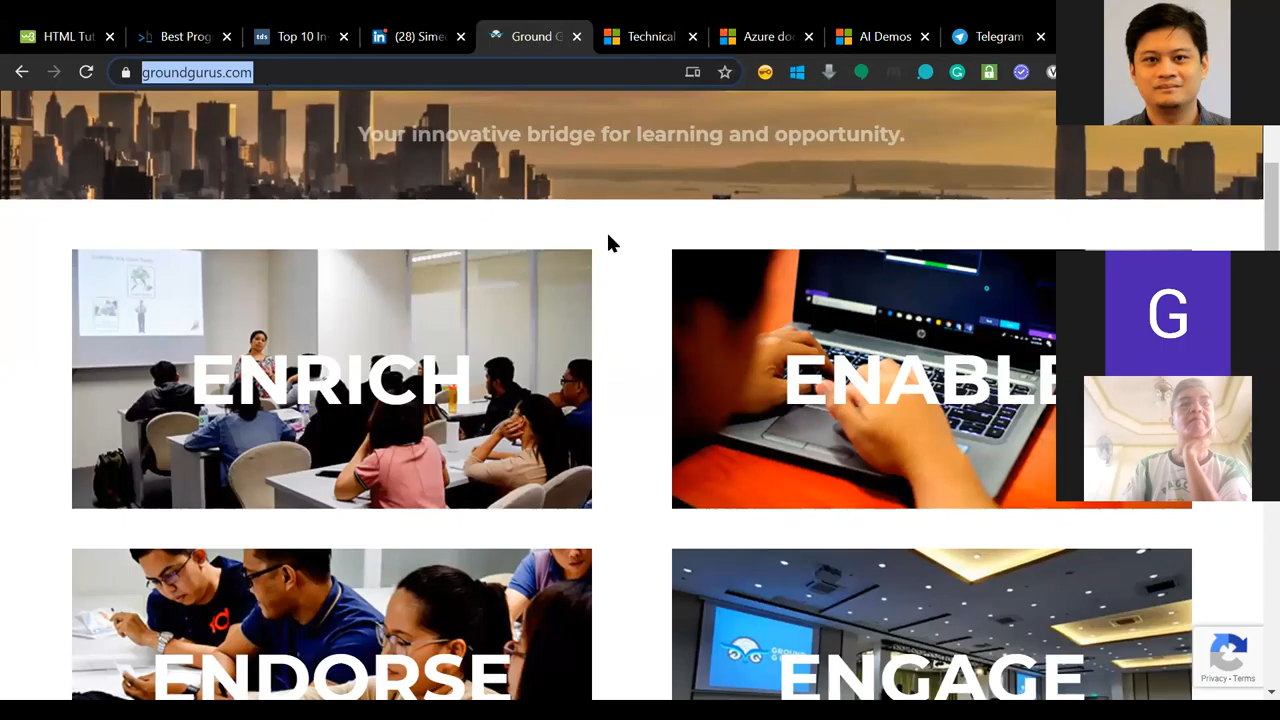 HTML Tut
Best Prog
Top 10 In-
(28) Sime
Ground G
Technical
Azure do
AI Demos
Telegram
groundgurus.com
Your innovative bridge for learning and opportunity.
ENRICH
ENABLE
G
ENDORSE
ENGAGE
Privacy - Terms